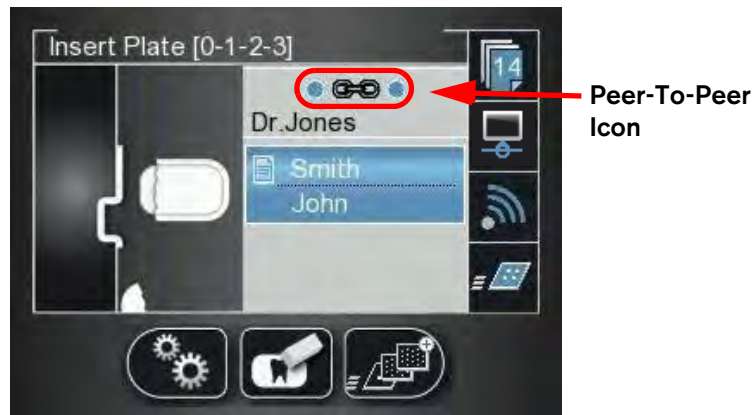 Insert Plate [0-1-2-3]
14
Peer-To-Peer
Icon
Dr.Jones
Smith
John